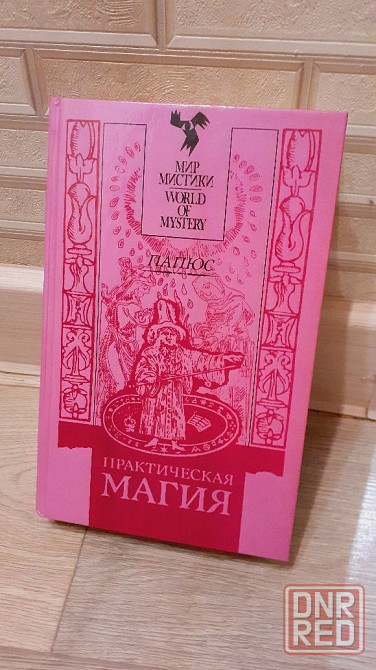 МИР
МИСТИКИ
WORLD
OF
MYSTERY
ПАПЮС
ПРАКТИЧЕСКАЯ
МАГИЯ
DNR
RED